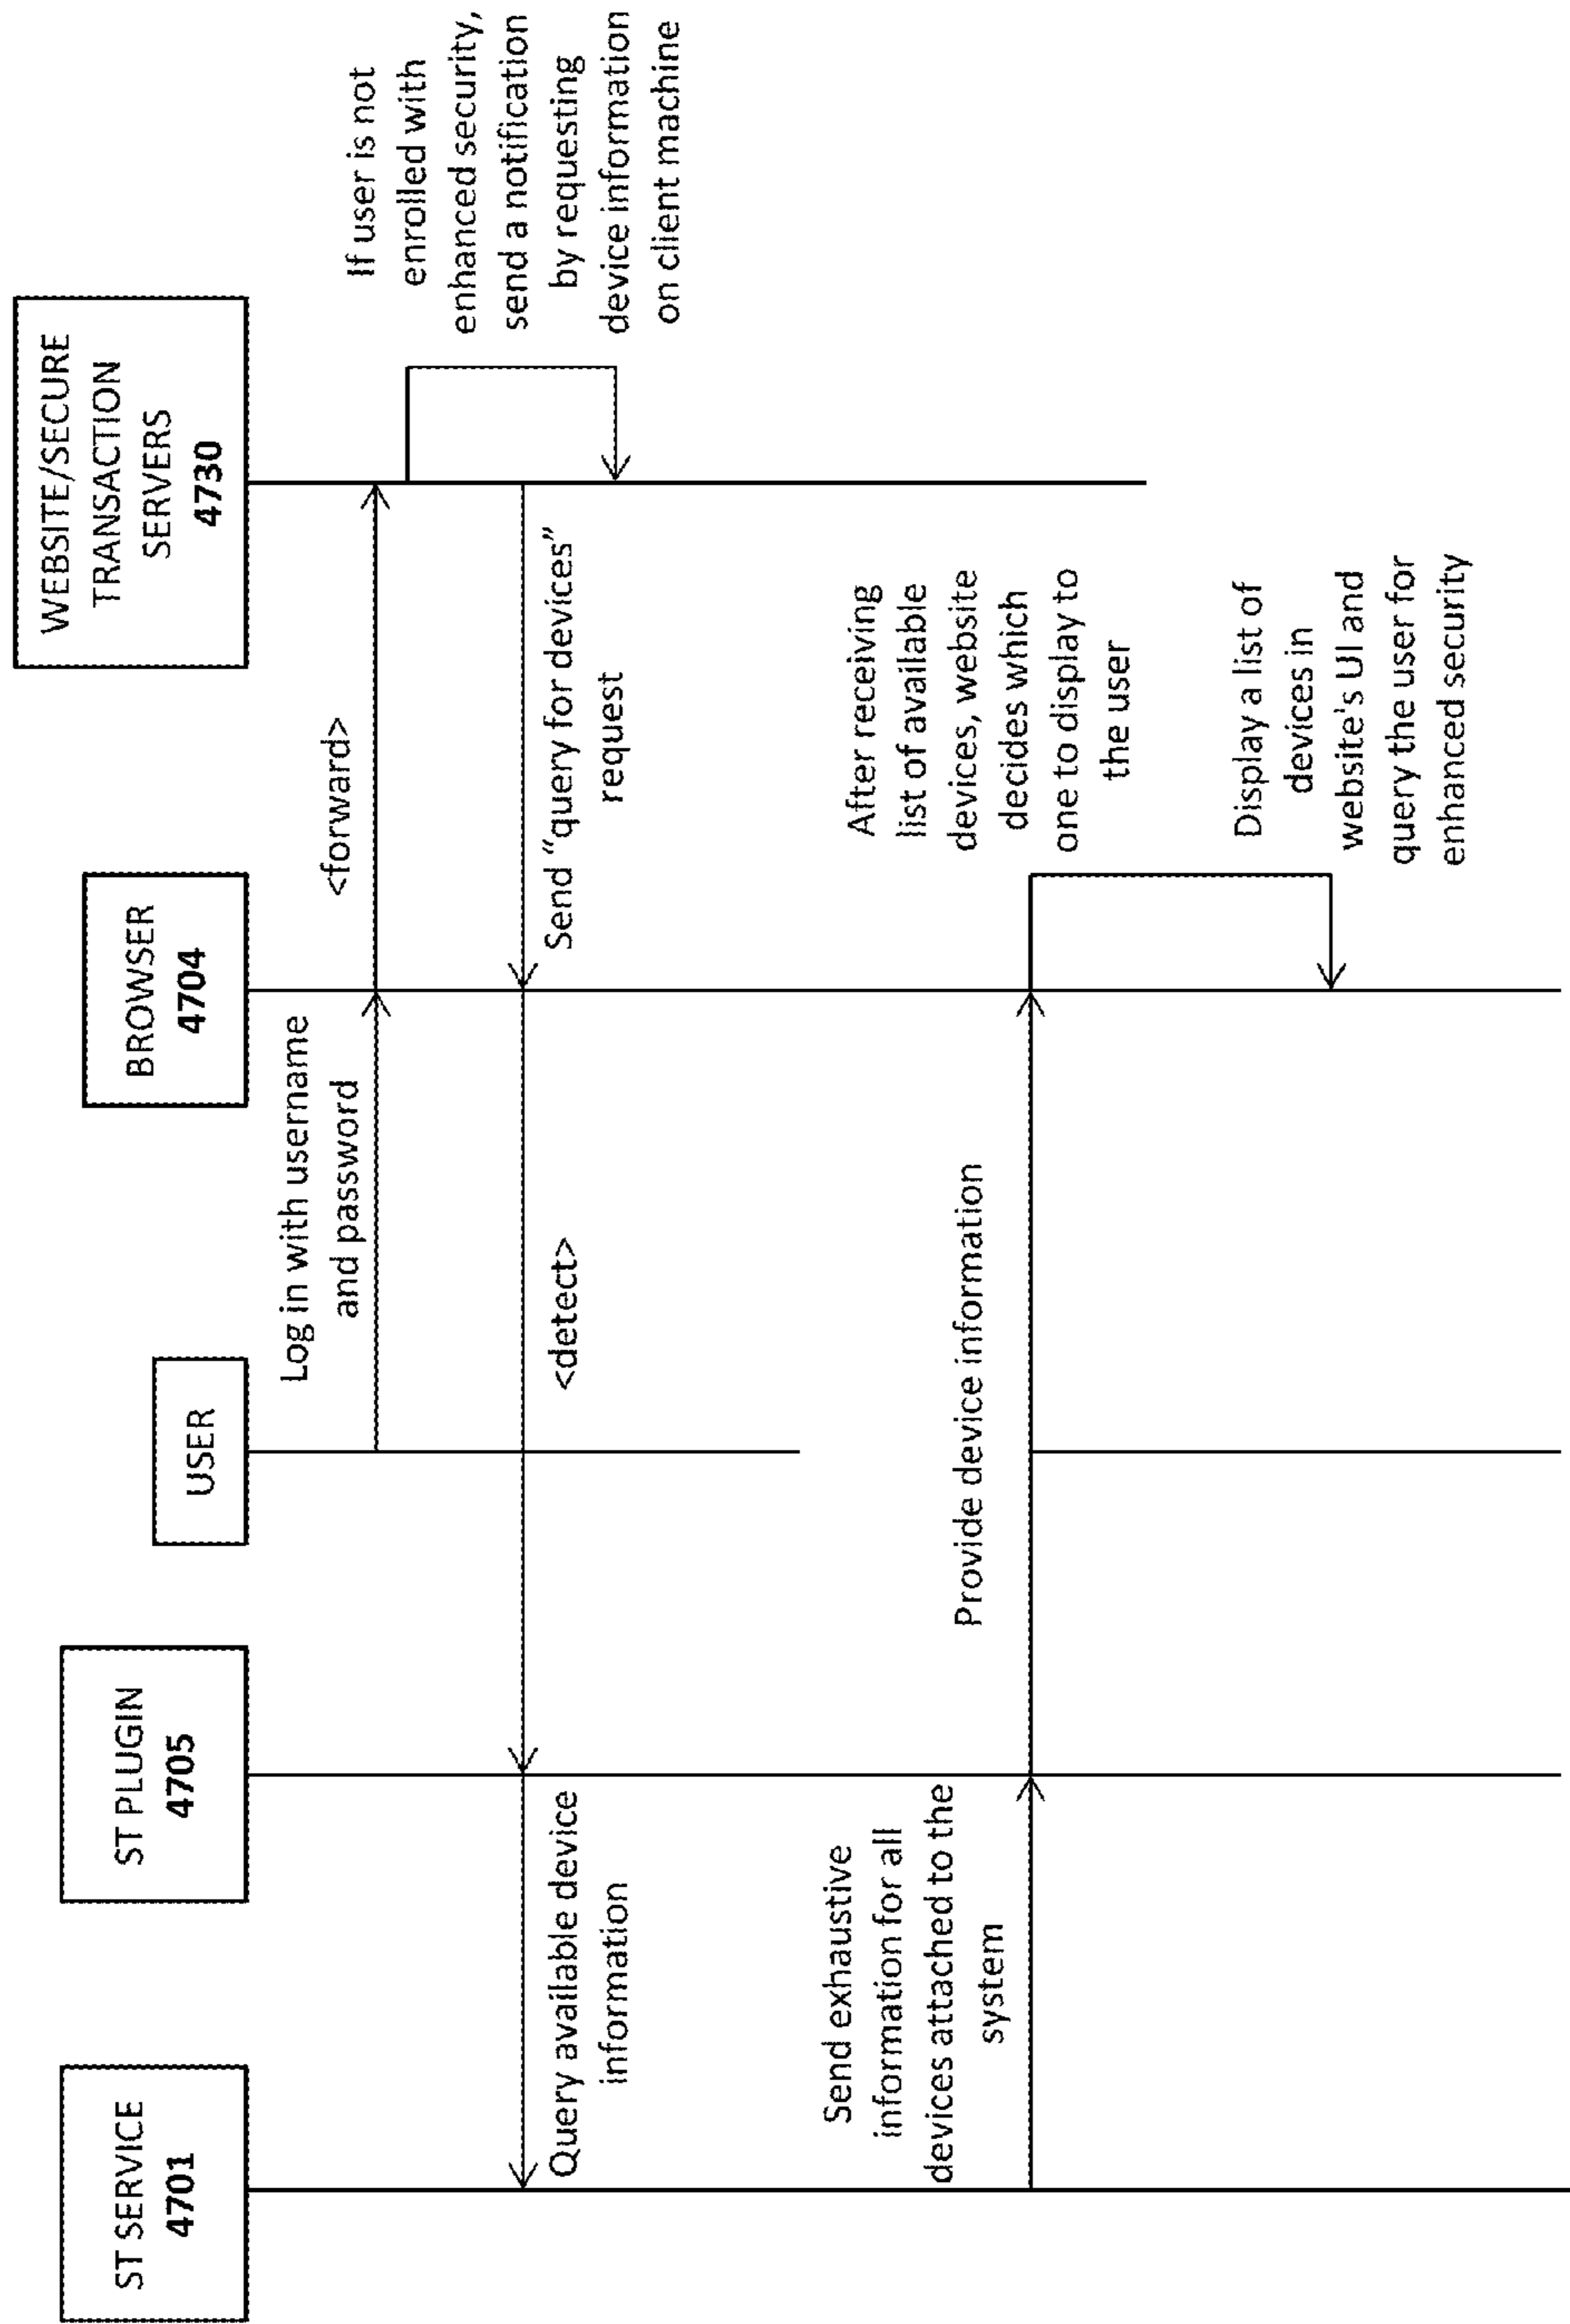 ST SERVICE
4701
ST PLUGIN
4705
USER
BROWSER
4704
WEBSITE/SECURE
TRANSACTION
SERVERS
4730
Log in with username
and password
<forward>
If user is not
enrolled with
enhanced security,
send a notification
by requesting
device information
on client machine
Send “query for devices”
request
<detect>
Query available device
information
Send exhaustive
information for all
devices attached to the
system
Provide device information
After receiving
list of available
devices, website
decides which
one to display to
the user
Display a list of
devices in
website's UI and
query the user for
enhanced security